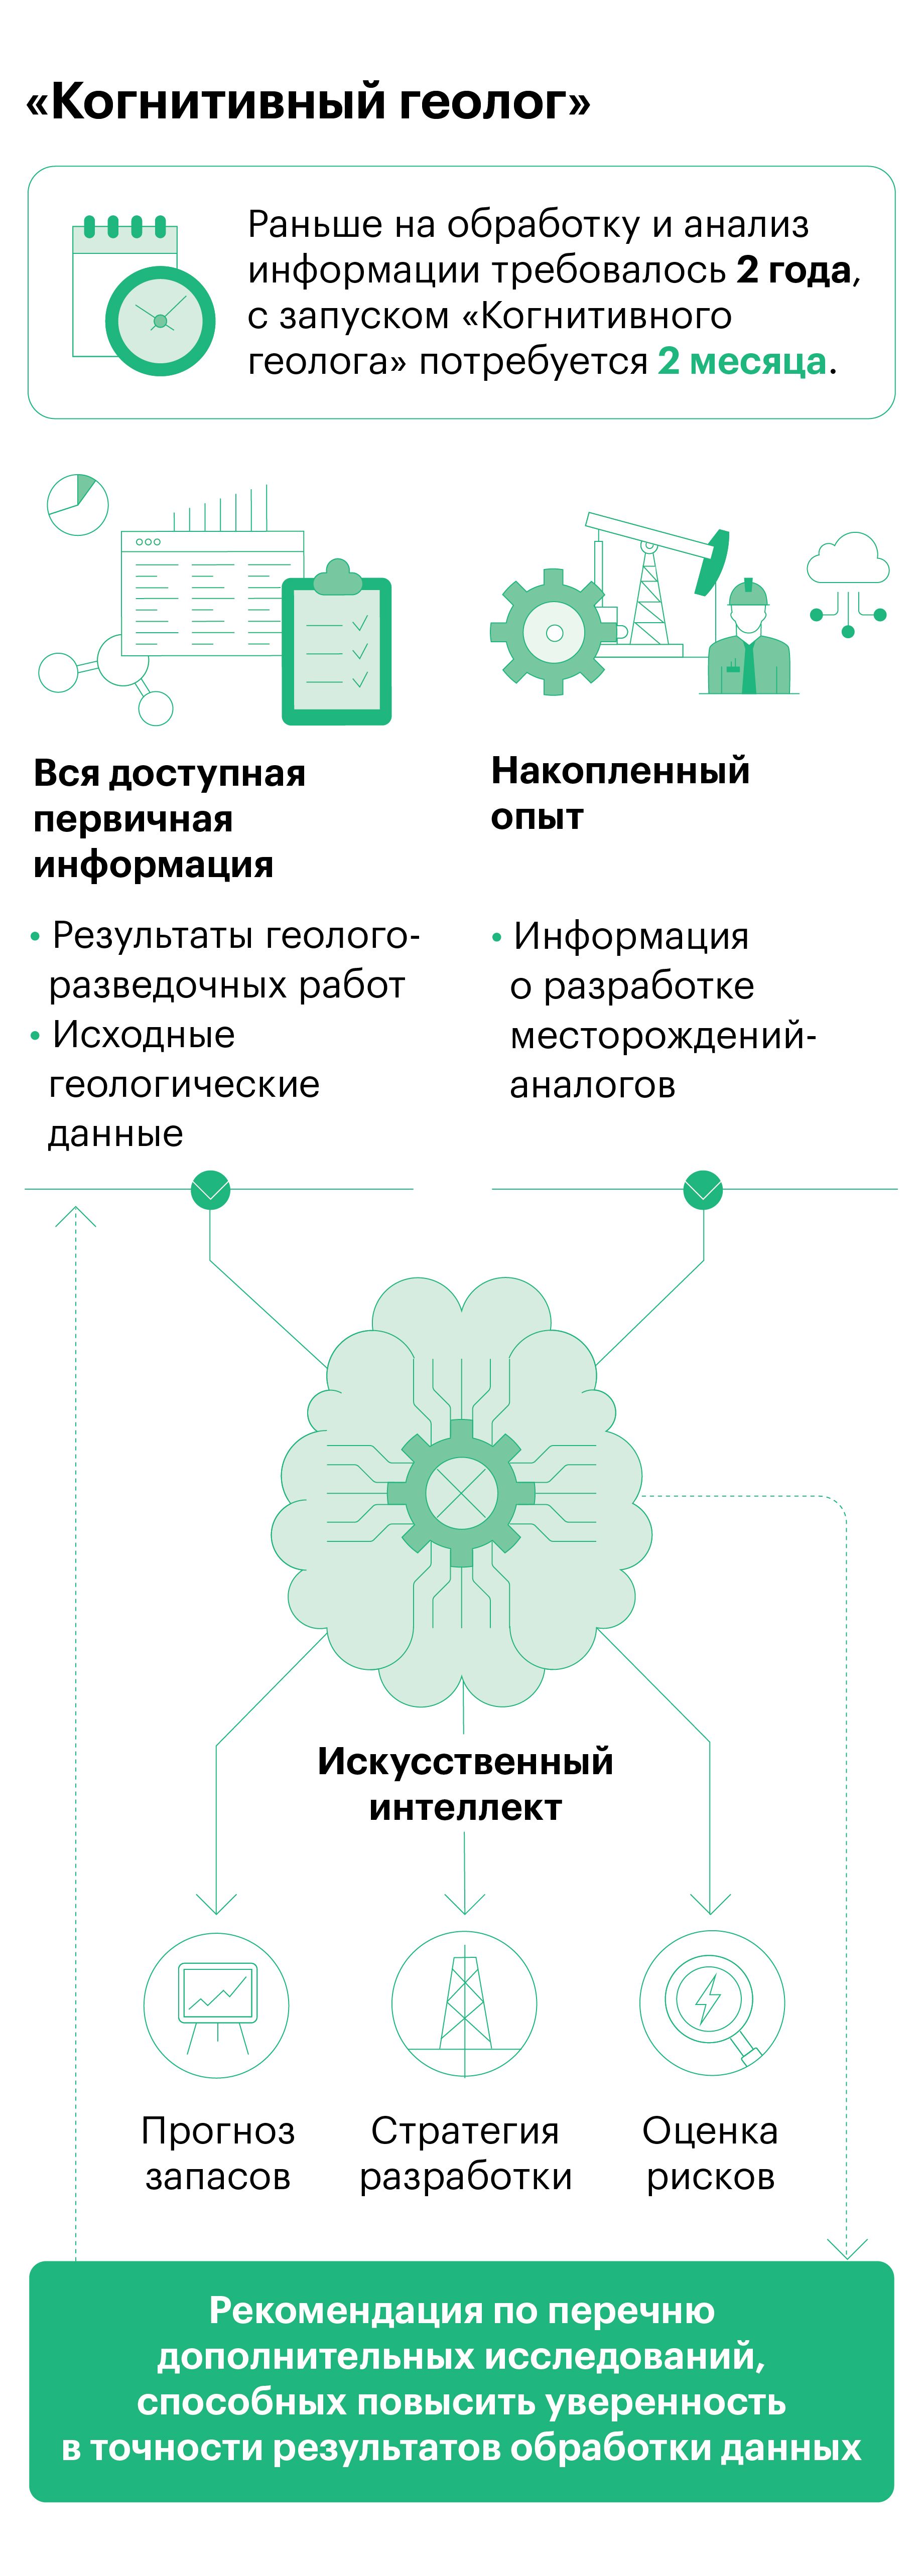 «Когнитивный геолог»
Раньше на обработку и анализ
информации требовалось 2 года,
с запуском «Когнитивного
геолога» потребуется 2 месяца.
Вся доступная
первичная
информация
• Результаты геолого-
разведочных работ
• Исходные
геологические
данные
Накопленный
опыт
• Информация
о разработке
месторождений-
аналогов
Искусственный
интеллект
Прогноз
запасов
Стратегия
разработки
Оценка
рисков
Рекомендация по перечню
дополнительных исследований,
способных повысить уверенность
в точности результатов обработки данных